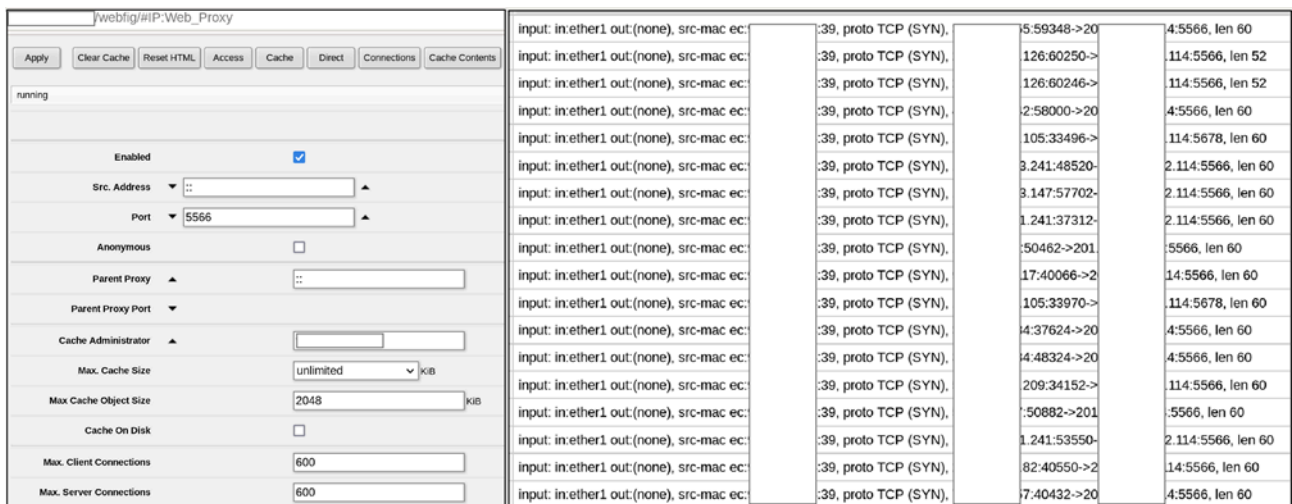 /webfig/#IP:Web_Proxy
Apply Clear Cache Reset HTML Access Cache Direct Connections Cache Contents
running
Enabled
Src. Address ::
Port 5566
Anonymous
Parent Proxy ::
Parent Proxy Port
Cache Administrator
Max. Cache Size unlimited KiB
Max Cache Object Size 2048 KiB
Cache On Disk
Max. Client Connections 600
Max. Server Connections 600
input: in:ether1 out:(none), src-mac ec: :39, proto TCP (SYN), 5:59348->20 4:5566, len 60
input: in:ether1 out:(none), src-mac ec: :39, proto TCP (SYN), .126:60250-> .114:5566, len 52
input: in:ether1 out:(none), src-mac ec: :39, proto TCP (SYN), .126:60246-> .114:5566, len 52
input: in:ether1 out:(none), src-mac ec: :39, proto TCP (SYN), 2:58000->20 4:5566, len 60
input: in:ether1 out:(none), src-mac ec: :39, proto TCP (SYN), 105:33496-> .114:5678, len 60
input: in:ether1 out:(none), src-mac ec: :39, proto TCP (SYN), 3.241:48520- 2.114:5566, len 60
input: in:ether1 out:(none), src-mac ec: :39, proto TCP (SYN), 3.147:57702- 2.114:5566, len 60
input: in:ether1 out:(none), src-mac ec: :39, proto TCP (SYN), 1.241:37312- 2.114:5566, len 60
input: in:ether1 out:(none), src-mac ec: :39, proto TCP (SYN), :50462->201. :5566, len 60
input: in:ether1 out:(none), src-mac ec: :39, proto TCP (SYN), 17:40066->2 14:5566, len 60
input: in:ether1 out:(none), src-mac ec: :39, proto TCP (SYN), 105:33970-> .114:5678, len 60
input: in:ether1 out:(none), src-mac ec: :39, proto TCP (SYN), 4:37624->20 4:5566, len 60
input: in:ether1 out:(none), src-mac ec: :39, proto TCP (SYN), 4:48324->20 4:5566, len 60
input: in:ether1 out:(none), src-mac ec: :39, proto TCP (SYN), 209:34152-> .114:5566, len 60
input: in:ether1 out:(none), src-mac ec: :39, proto TCP (SYN), :50882->201 :5566, len 60
input: in:ether1 out:(none), src-mac ec: :39, proto TCP (SYN), 1.241:53550- 2.114:5566, len 60
input: in:ether1 out:(none), src-mac ec: :39, proto TCP (SYN), 82:40550->2 14:5566, len 60
input: in:ether1 out:(none), src-mac ec: :39, proto TCP (SYN), 7:40432->20 4:5566, len 60